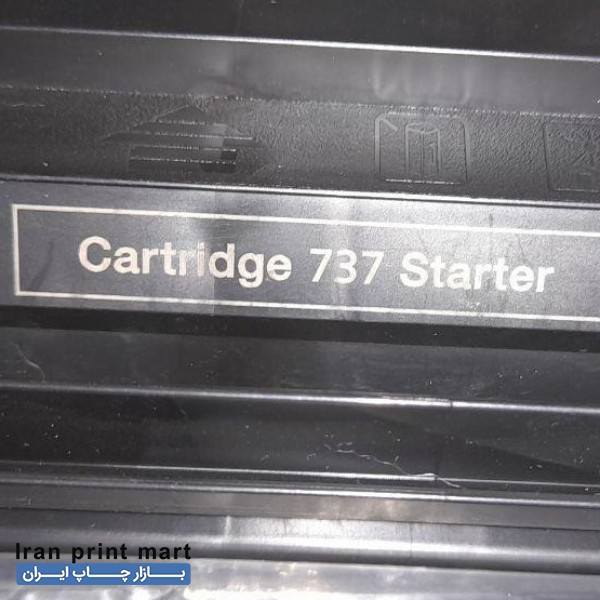 Cartridge 737 Starter
Iran print mart
بازار چاپ ایران